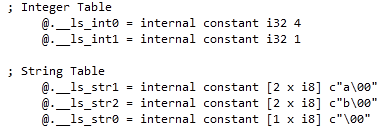 ; Integer Table
@.__ls_int0 = internal constant i32 4
@.__ls_int1 = internal constant i32 1
; String Table
@.__ls_str1 = internal constant [2 x i8] c"a\00"
@.__ls_str2 = internal constant [2 x i8] c"b\00"
@.__ls_str0 = internal constant [1 x i8] c"\00"